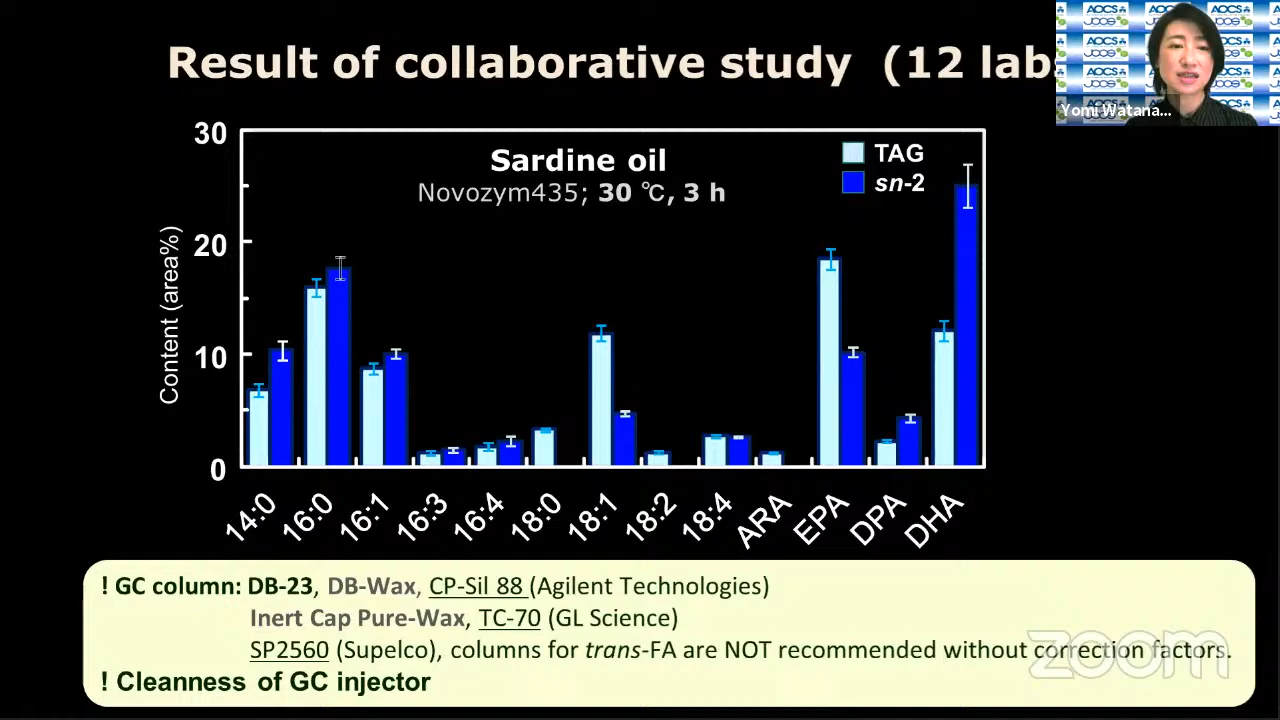 Result of collaborative study (12 lab
AOCS
JOCS
Yomi Watana...
30
20
10
0
Content (area%)
Sardine oil
Novozym435; 30 ℃, 3 h
TAG
sn-2
14:0
16:0
16:1
16:3
16:4
18:0
18:1
18:2
18:4
ARA
EPA
DPA
DHA
! GC column: DB-23, DB-Wax, CP-Sil 88 (Agilent Technologies)
Inert Cap Pure-Wax, TC-70 (GL Science)
SP2560 (Supelco), columns for trans-FA are NOT recommended without correction factors.
! Cleanness of GC injector
zoom